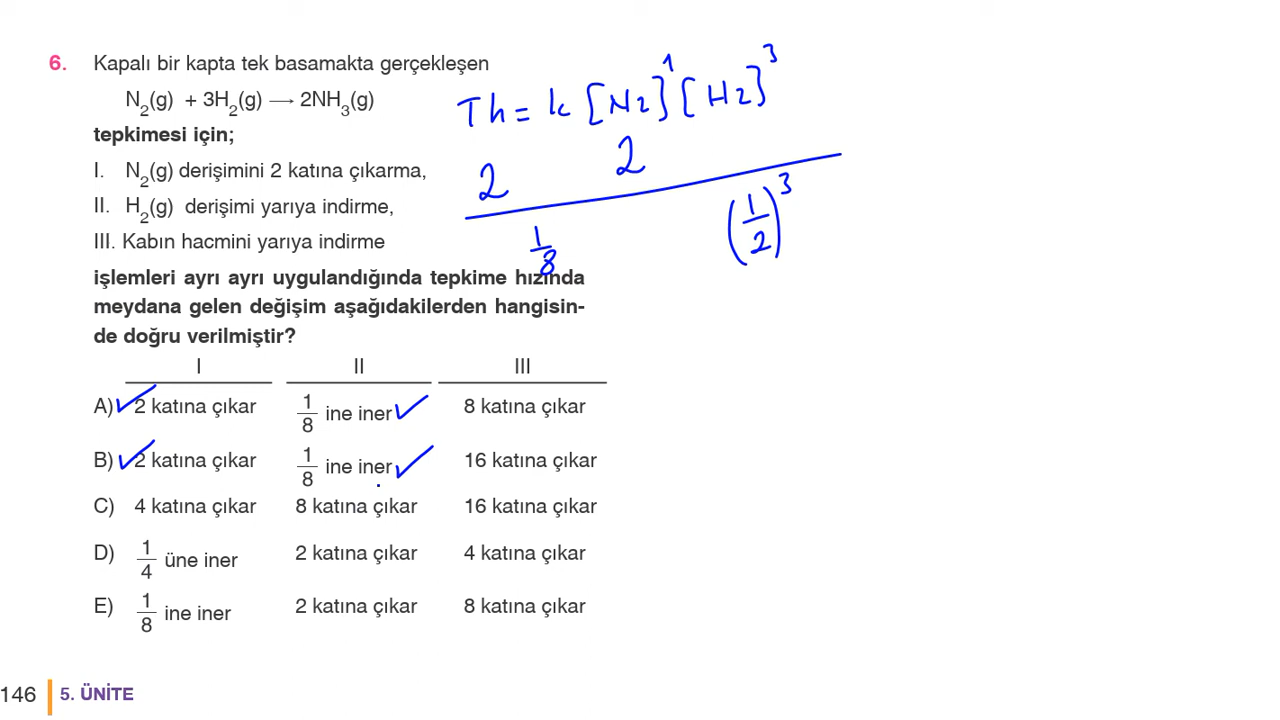 6. Kapalı bir kapta tek basamakta gerçekleşen
N₂(g) + 3H₂(g) → 2NH₃(g)
Th = k [N2]¹ [H2]³
tepkimesi için;
I. N₂(g) derişimini 2 katına çıkarma,
2 2
II. H₂(g) derişimi yarıya indirme,
III. Kabın hacmini yarıya indirme
1/8 (1/2)³
işlemleri ayrı ayrı uygulandığında tepkime hızında
meydana gelen değişim aşağıdakilerden hangisin-
de doğru verilmiştir?
I II III
A) ✓ 2 katına çıkar 1/8 ine iner ✓ 8 katına çıkar
B) ✓ 2 katına çıkar 1/8 ine iner ✓ 16 katına çıkar
C) 4 katına çıkar 8 katına çıkar 16 katına çıkar
D) 1/4 üne iner 2 katına çıkar 4 katına çıkar
E) 1/8 ine iner 2 katına çıkar 8 katına çıkar
146 5. ÜNİTE